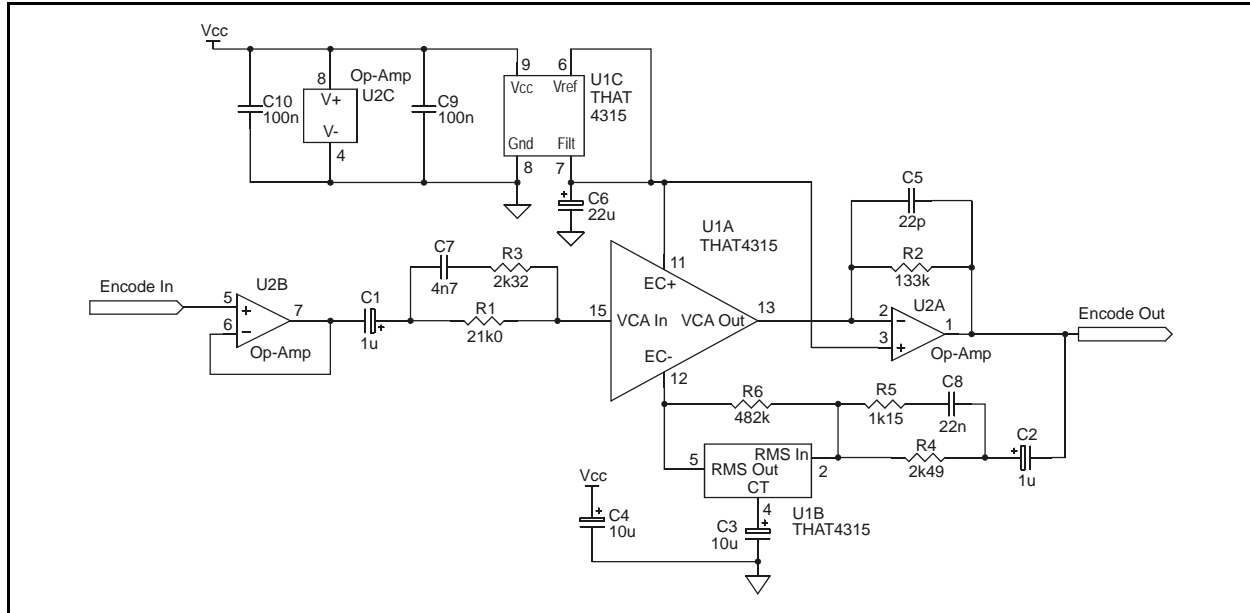 Vcc
C10
100n
8
V+
V-
4
Op-Amp
U2C
C9
100n
9
6
Vcc
Vref
Gnd
Filt
8
7
U1C
THAT
4315
C6
22u
C5
22p
R2
133k
U1A
THAT4315
C7
4n7
R3
2k32
R1
21k0
Encode In
5
+
6
−
7
U2B
Op-Amp
C1
+
1u
15
VCA In
VCA Out
13
11
EC+
EC-
12
2
−
3
+
1
U2A
Op-Amp
Encode Out
R6
482k
R5
1k15
C8
22n
R4
2k49
C2
+
1u
5
RMS In
RMS Out
2
CT
4
U1B
THAT4315
Vcc
+
C4
10u
C3
+
10u
+